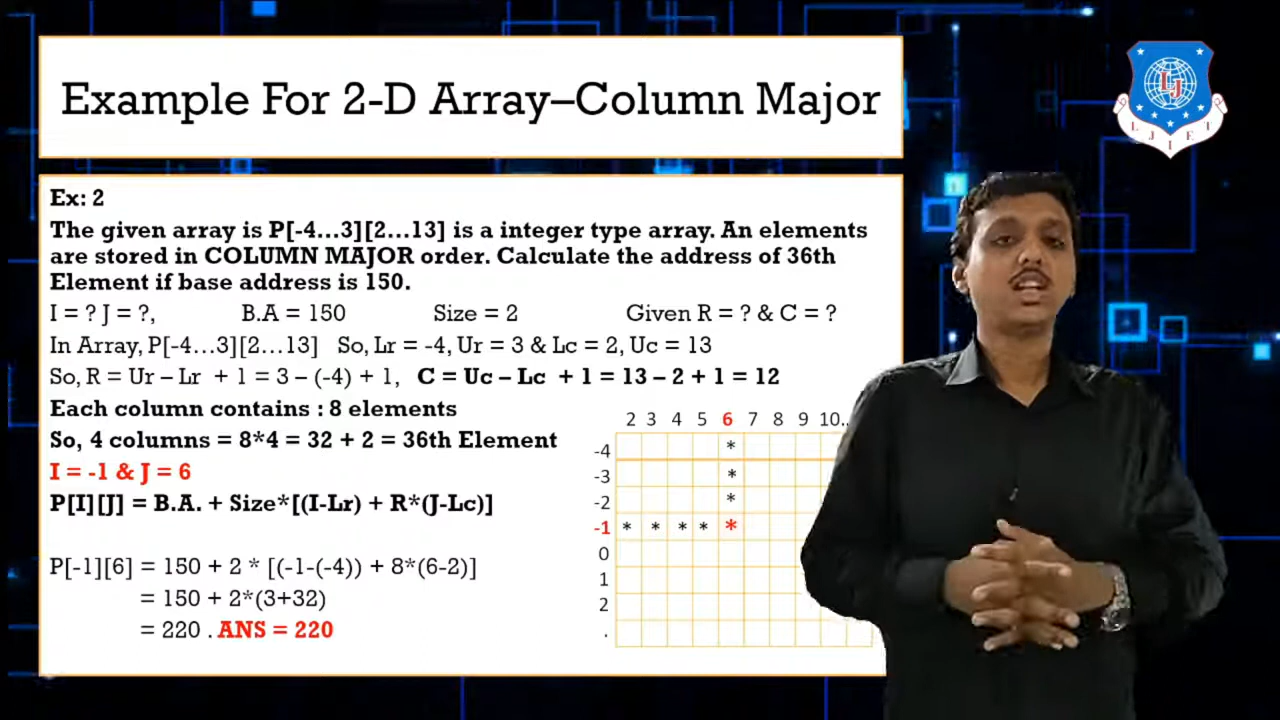 Example For 2-D Array–Column Major
LJ
LJIET
Ex: 2
The given array is P[-4…3][2…13] is a integer type array. An elements
are stored in COLUMN MAJOR order. Calculate the address of 36th
Element if base address is 150.
I = ? J = ?, B.A = 150 Size = 2 Given R = ? & C = ?
In Array, P[-4…3][2…13] So, Lr = -4, Ur = 3 & Lc = 2, Uc = 13
So, R = Ur – Lr + 1 = 3 – (-4) + 1, C = Uc – Lc + 1 = 13 – 2 + 1 = 12
Each column contains : 8 elements
So, 4 columns = 8*4 = 32 + 2 = 36th Element
I = -1 & J = 6
P[I][J] = B.A. + Size*[(I-Lr) + R*(J-Lc)]
P[-1][6] = 150 + 2 * [(-1-(-4)) + 8*(6-2)]
= 150 + 2*(3+32)
= 220 . ANS = 220
2 3 4 5 6 7 8 9 10..
-4 *
-3 *
-2 *
-1 * * * * *
0
1
2
.